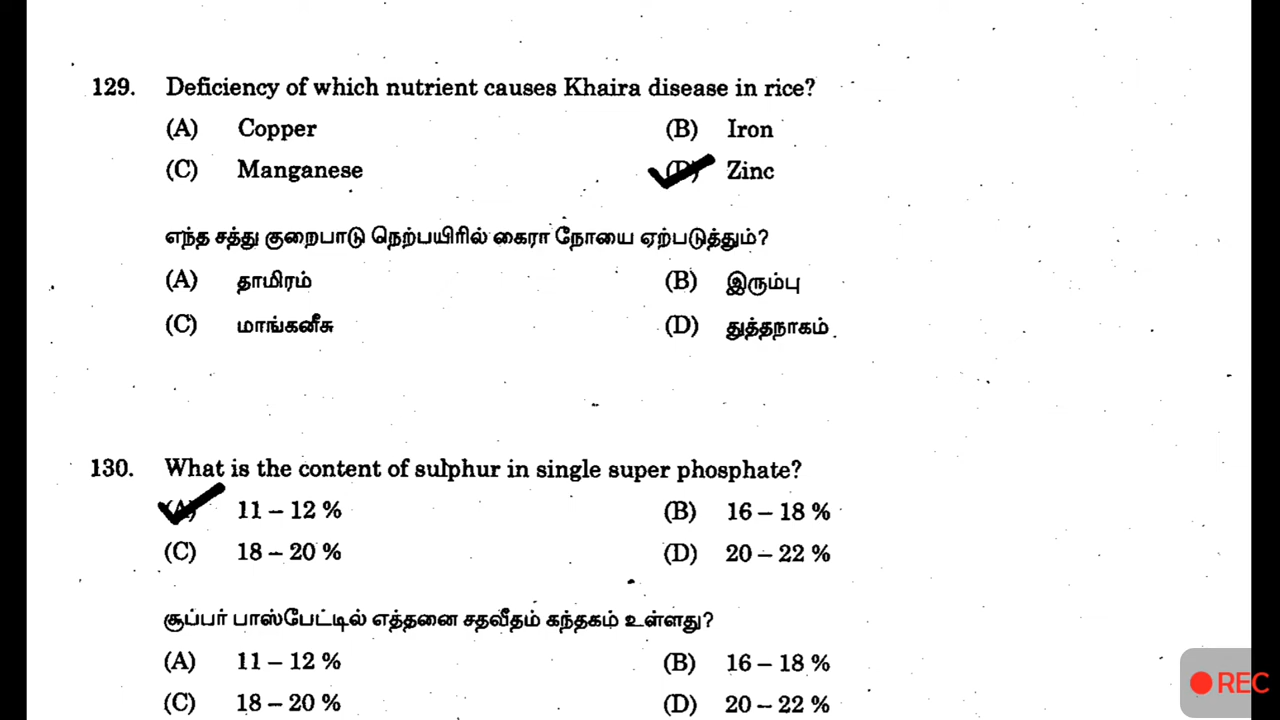 129. Deficiency of which nutrient causes Khaira disease in rice?
(A) Copper (B) Iron
(C) Manganese (D) Zinc
எந்த சத்து குறைபாடு நெற்பயிரில் கைரா நோயை ஏற்படுத்தும்?
(A) தாமிரம் (B) இரும்பு
(C) மாங்கனீசு (D) துத்தநாகம்
130. What is the content of sulphur in single super phosphate?
(A) 11 – 12 % (B) 16 – 18 %
(C) 18 – 20 % (D) 20 – 22 %
சூப்பர் பாஸ்பேட்டில் எத்தனை சதவீதம் கந்தகம் உள்ளது?
(A) 11 – 12 % (B) 16 – 18 %
(C) 18 – 20 % (D) 20 – 22 %
REC